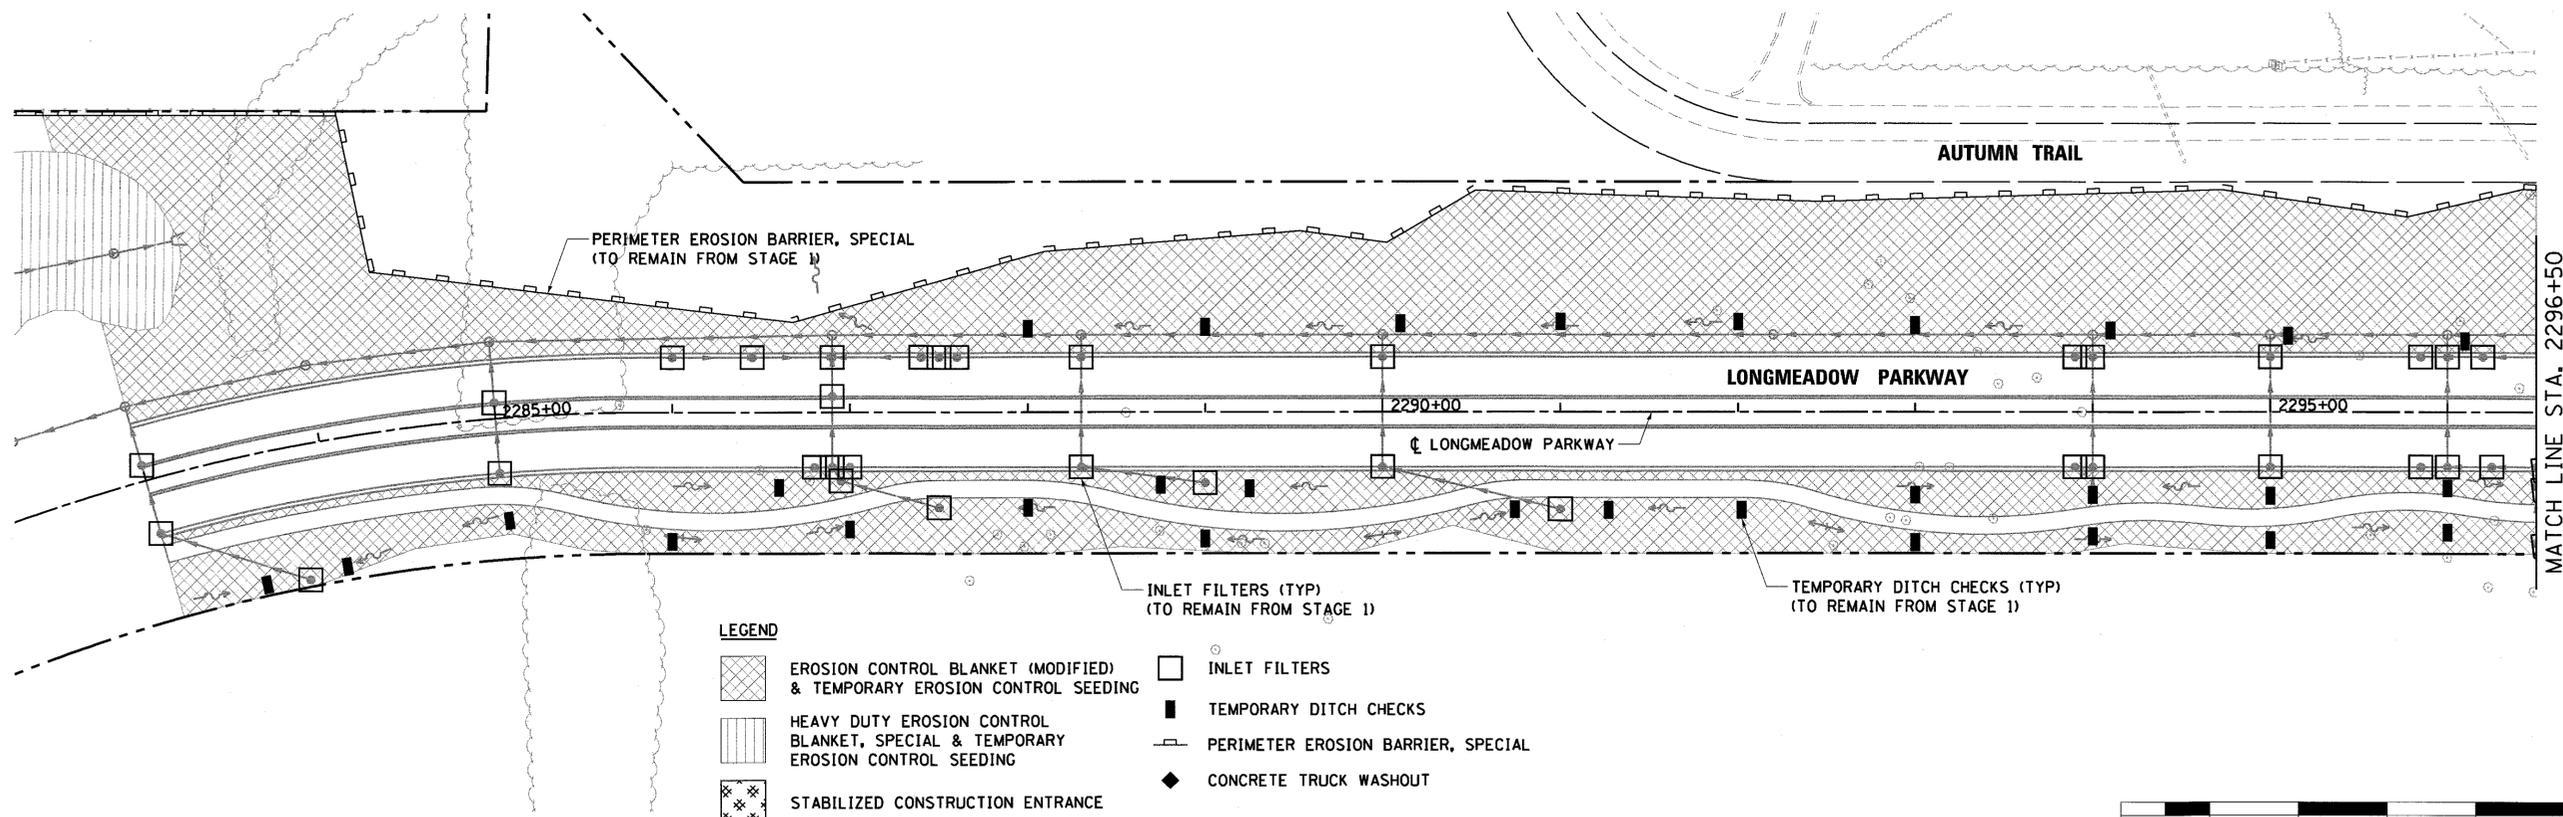 AUTUMN TRAIL
PERIMETER EROSION BARRIER, SPECIAL
(TO REMAIN FROM STAGE 1)
LONGMEADOW PARKWAY
2285+00
2290+00
2295+00
℄ LONGMEADOW PARKWAY
MATCH LINE STA. 2296+50
INLET FILTERS (TYP)
(TO REMAIN FROM STAGE 1)
TEMPORARY DITCH CHECKS (TYP)
(TO REMAIN FROM STAGE 1)
LEGEND
EROSION CONTROL BLANKET (MODIFIED)
& TEMPORARY EROSION CONTROL SEEDING
HEAVY DUTY EROSION CONTROL
BLANKET, SPECIAL & TEMPORARY
EROSION CONTROL SEEDING
STABILIZED CONSTRUCTION ENTRANCE
INLET FILTERS
TEMPORARY DITCH CHECKS
PERIMETER EROSION BARRIER, SPECIAL
CONCRETE TRUCK WASHOUT